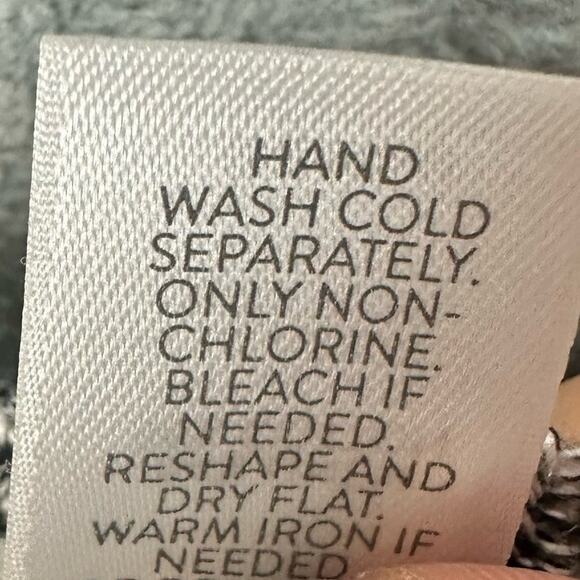 HAND
WASH COLD
SEPARATELY.
ONLY NON-
CHLORINE.
BLEACH IF
NEEDED.
RESHAPE AND
DRY FLAT.
WARM IRON IF
NEEDED